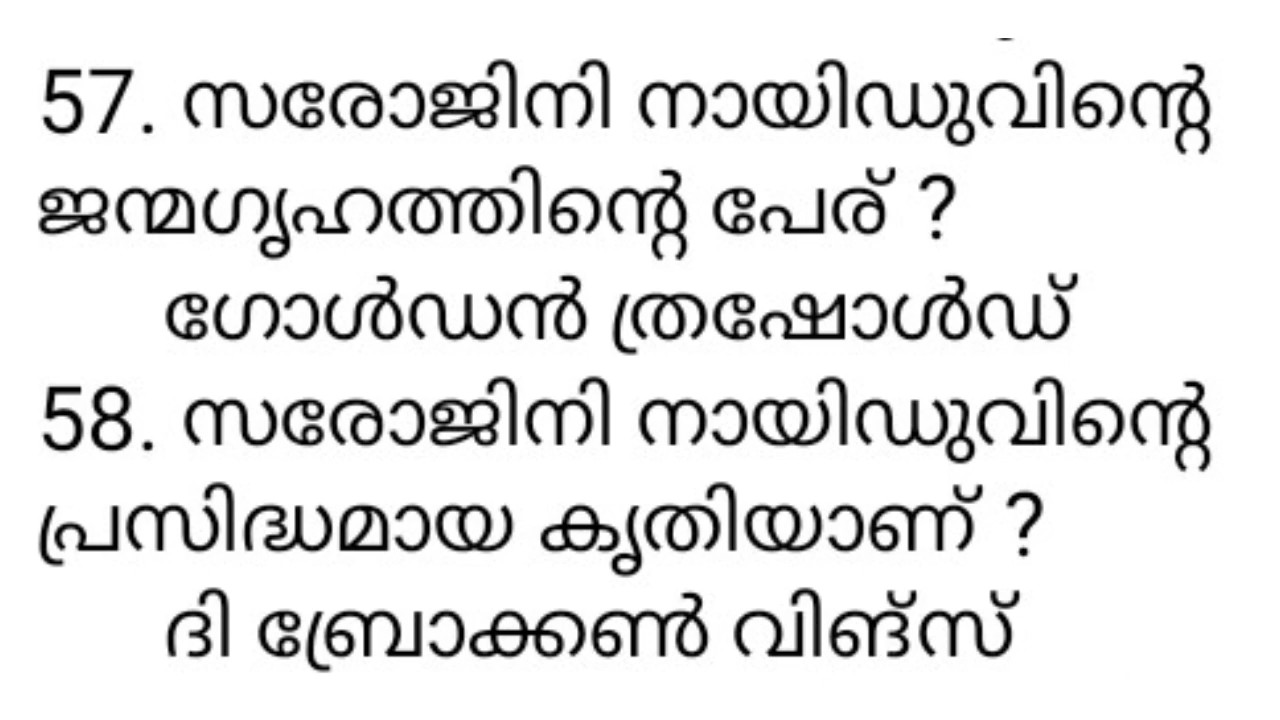 57. സരോജിനി നായിഡുവിന്റെ
ജന്മഗൃഹത്തിന്റെ പേര് ?
ഗോൾഡൻ ത്രഷോൾഡ്
58. സരോജിനി നായിഡുവിന്റെ
പ്രസിദ്ധമായ കൃതിയാണ് ?
ദി ബ്രോക്കൺ വിങ്സ്